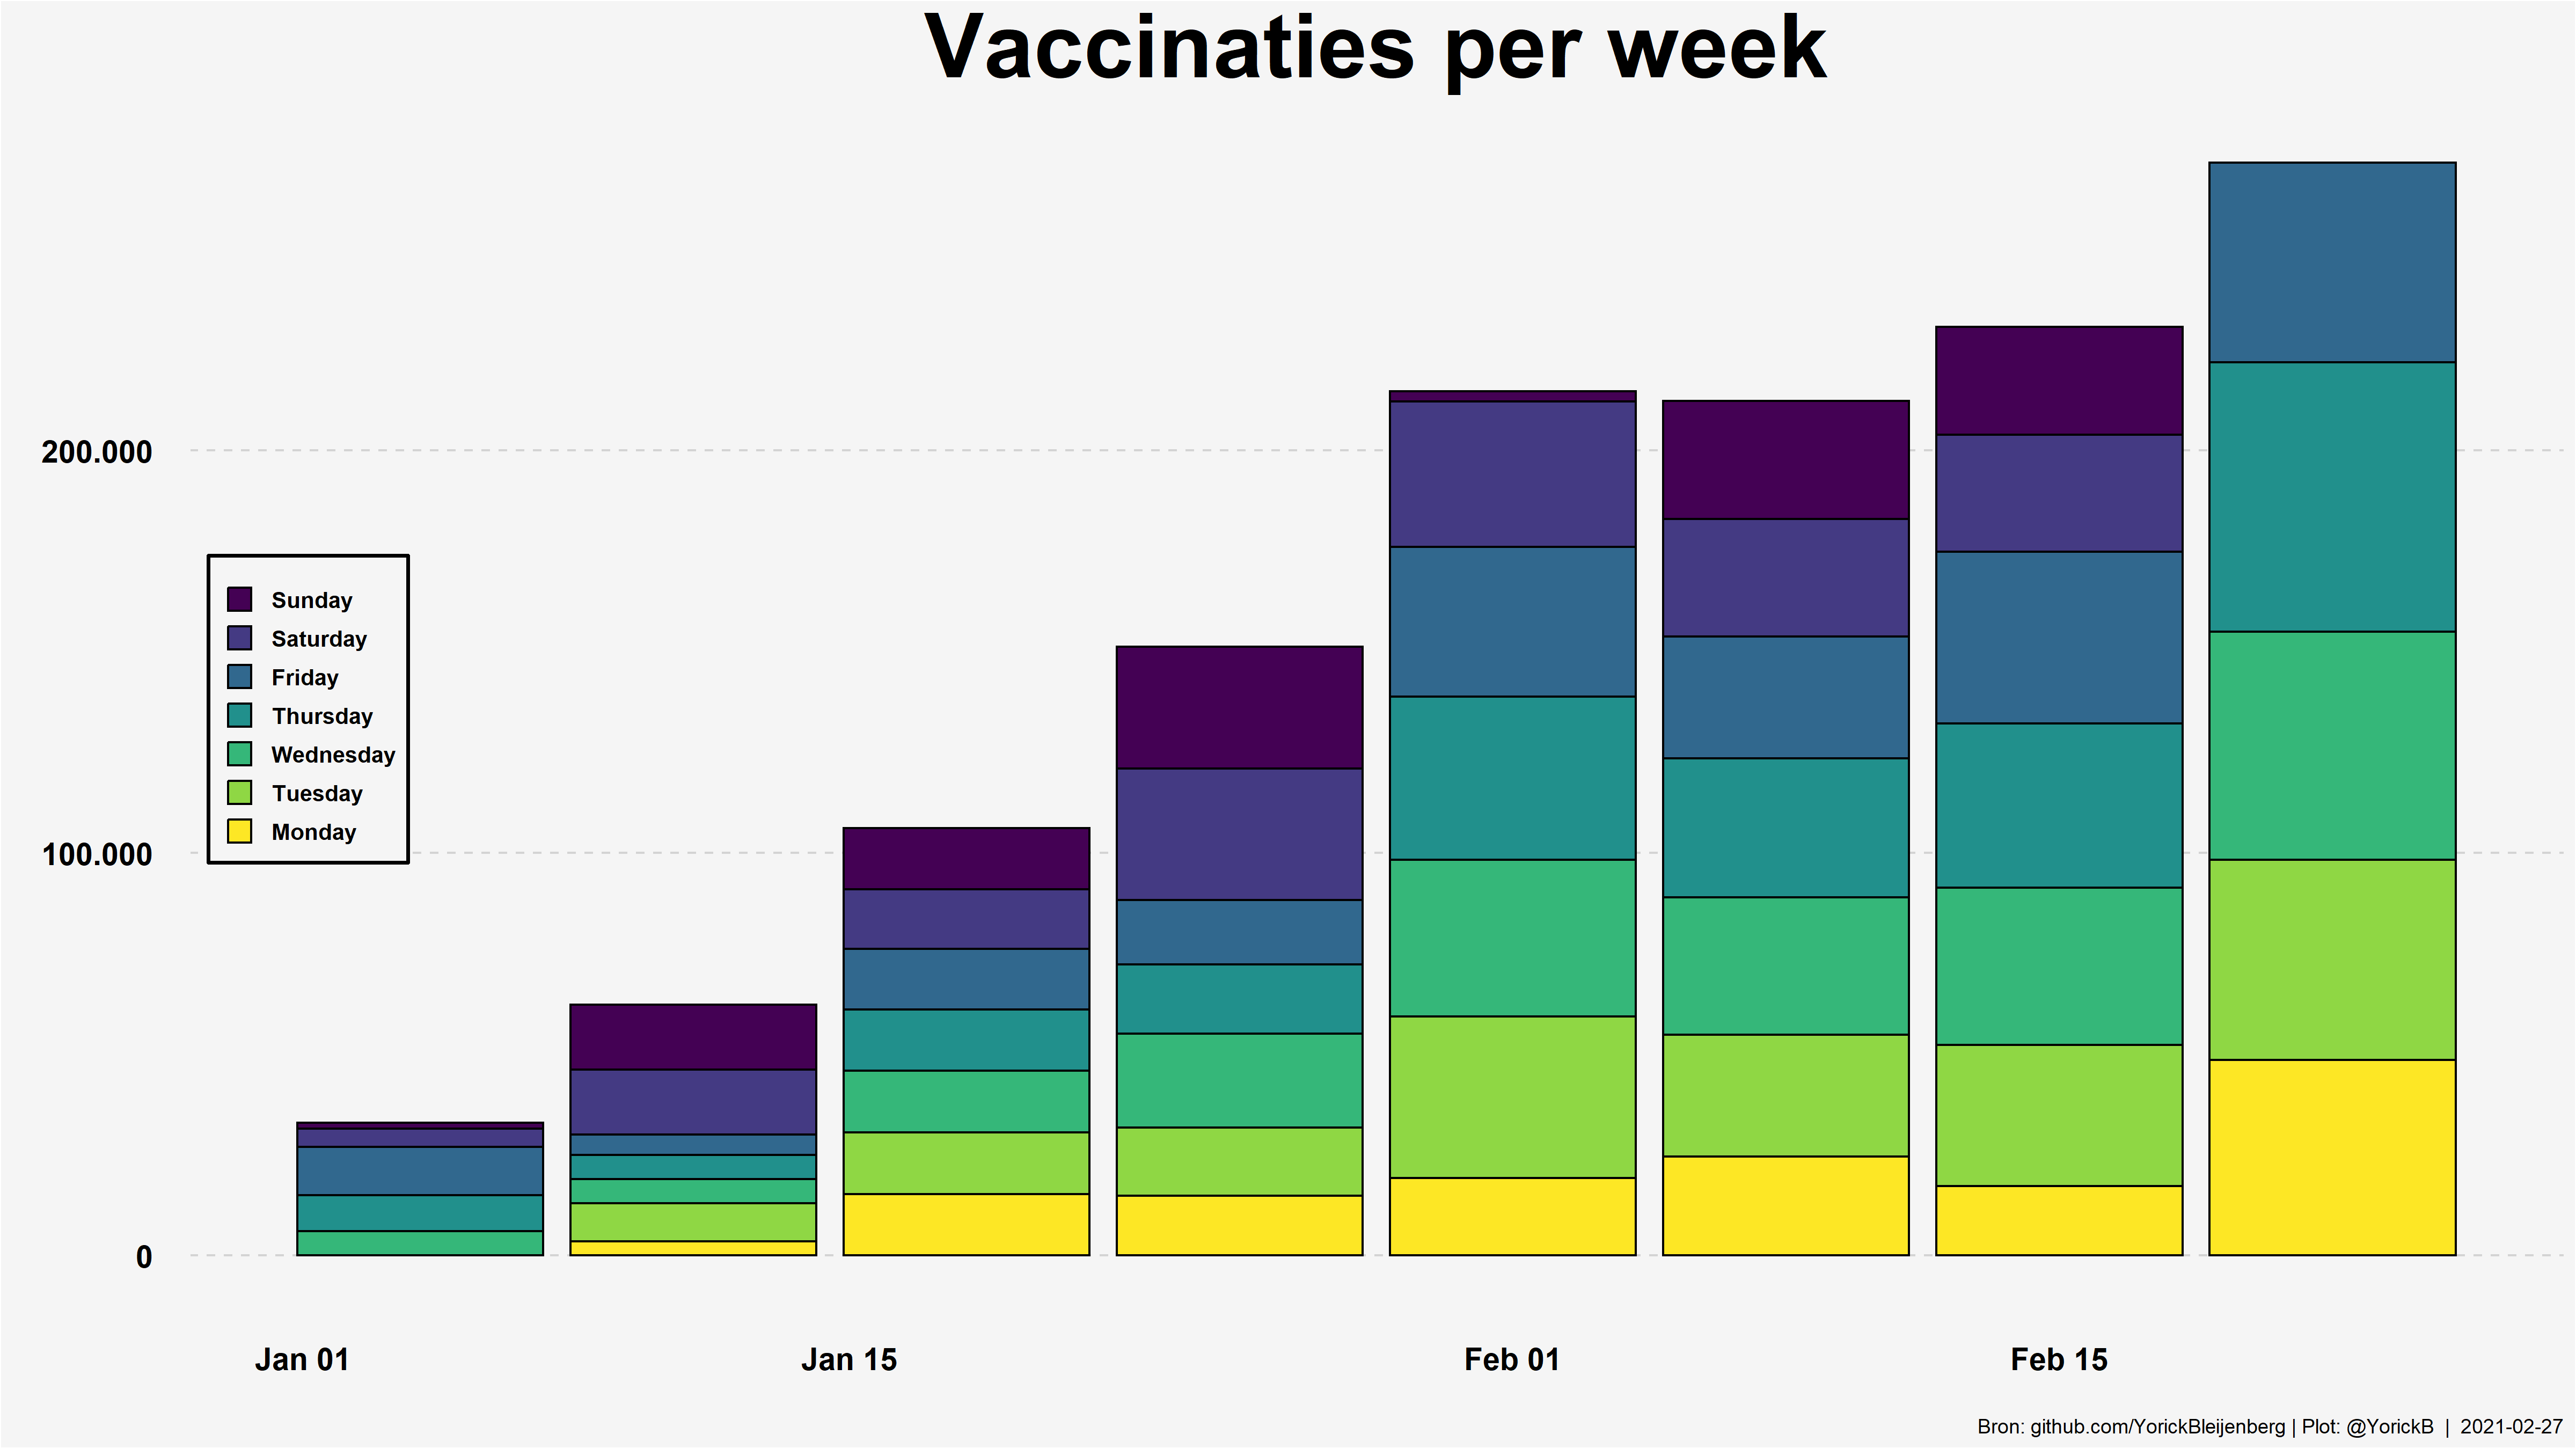 Vaccinaties per week
200.000
100.000
0
Sunday
Saturday
Friday
Thursday
Wednesday
Tuesday
Monday
Jan 01
Jan 15
Feb 01
Feb 15
Bron: github.com/YorickBleijenberg | Plot: @YorickB | 2021-02-27